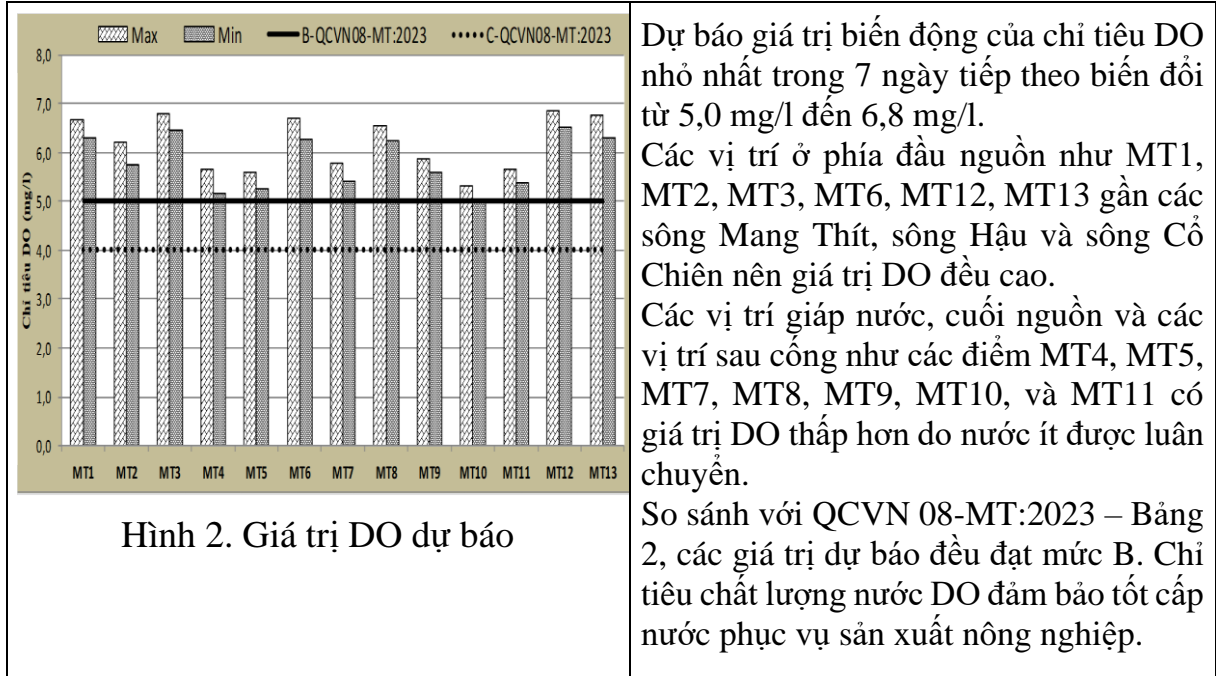 Max Min B-QCVN08-MT:2023 C-QCVN08-MT:2023
8,0
7,0
6,0
5,0
4,0
3,0
2,0
1,0
0,0
Chỉ tiêu DO (mg/l)
MT1 MT2 MT3 MT4 MT5 MT6 MT7 MT8 MT9 MT10 MT11 MT12 MT13
Hình 2. Giá trị DO dự báo
Dự báo giá trị biến động của chỉ tiêu DO
nhỏ nhất trong 7 ngày tiếp theo biến đổi
từ 5,0 mg/l đến 6,8 mg/l.
Các vị trí ở phía đầu nguồn như MT1,
MT2, MT3, MT6, MT12, MT13 gần các
sông Mang Thít, sông Hậu và sông Cổ
Chiên nên giá trị DO đều cao.
Các vị trí giáp nước, cuối nguồn và các
vị trí sau cống như các điểm MT4, MT5,
MT7, MT8, MT9, MT10, và MT11 có
giá trị DO thấp hơn do nước ít được luân
chuyển.
So sánh với QCVN 08-MT:2023 – Bảng
2, các giá trị dự báo đều đạt mức B. Chỉ
tiêu chất lượng nước DO đảm bảo tốt cấp
nước phục vụ sản xuất nông nghiệp.